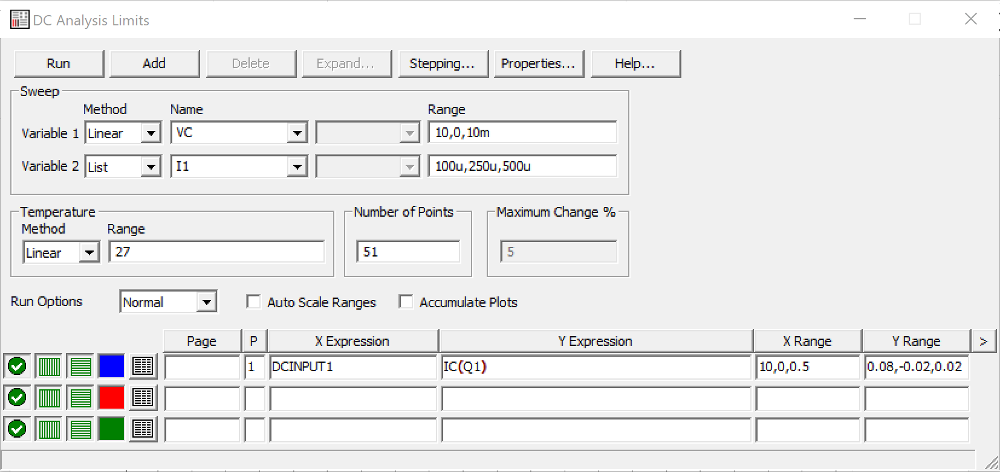 DC Analysis Limits
Run Add Delete Expand... Stepping... Properties... Help...
Sweep
Method Name Range
Variable 1 Linear VC 10,0,10m
Variable 2 List I1 100u,250u,500u
Temperature Number of Points Maximum Change %
Method Range
Linear 27 51 5
Run Options Normal Auto Scale Ranges Accumulate Plots
Page P X Expression Y Expression X Range Y Range >
1 DCINPUT1 IC(Q1) 10,0,0.5 0.08,-0.02,0.02